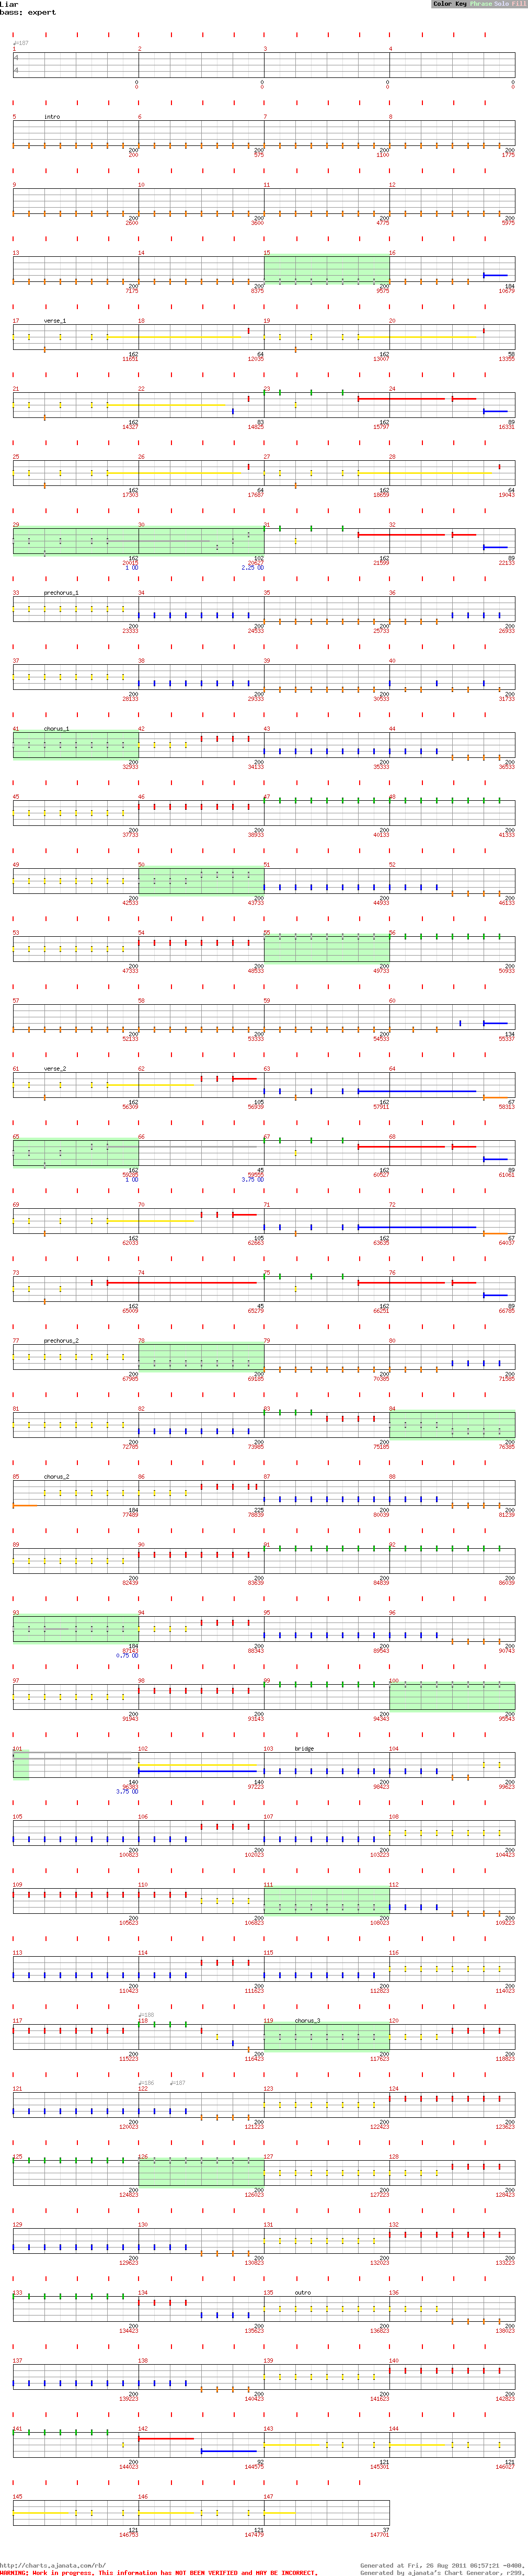 Liar
bass: expert
Color Key Phrase Solo Fill
♩=187
1 2 3 4
4
4
0 0 0 0
0 0 0 0
5 intro 6 7 8
200 200 200 200
200 575 1100 1775
9 10 11 12
200 200 200 200
2600 3600 4775 5975
13 14 15 16
200 200 200 184
7175 8375 9575 10679
17 verse_1 18 19 20
162 64 162 58
11651 12035 13007 13355
21 22 23 24
162 83 162 89
14327 14825 15797 16331
25 26 27 28
162 64 162 64
17303 17687 18659 19043
29 30 31 32
162 102 162 89
20015 20627 21599 22133
1 OD 2.25 OD
33 prechorus_1 34 35 36
200 200 200 200
23333 24533 25733 26933
37 38 39 40
200 200 200 200
28133 29333 30533 31733
41 chorus_1 42 43 44
200 200 200 200
32933 34133 35333 36533
45 46 47 48
200 200 200 200
37733 38933 40133 41333
49 50 51 52
200 200 200 200
42533 43733 44933 46133
53 54 55 56
200 200 200 200
47333 48533 49733 50933
57 58 59 60
200 200 200 134
52133 53333 54533 55337
61 verse_2 62 63 64
162 105 162 67
56309 56939 57911 58313
65 66 67 68
162 45 162 89
59285 59555 60527 61061
1 OD 3.75 OD
69 70 71 72
162 105 162 67
62033 62663 63635 64037
73 74 75 76
162 45 162 89
65009 65279 66251 66785
77 prechorus_2 78 79 80
200 200 200 200
67985 69185 70385 71585
81 82 83 84
200 200 200 200
72785 73985 75185 76385
85 chorus_2 86 87 88
184 225 200 200
77489 78839 80039 81239
89 90 91 92
200 200 200 200
82439 83639 84839 86039
93 94 95 96
184 200 200 200
87143 88343 89543 90743
0.75 OD
97 98 99 100
200 200 200 200
91943 93143 94343 95543
101 102 103 bridge 104
140 140 200 200
96383 97223 98423 99623
3.75 OD
105 106 107 108
200 200 200 200
100823 102023 103223 104423
109 110 111 112
200 200 200 200
105623 106823 108023 109223
113 114 115 116
200 200 200 200
110423 111623 112823 114023
♩=188
117 118 119 chorus_3 120
200 200 200 200
115223 116423 117623 118823
♩=186 ♩=187
121 122 123 124
200 200 200 200
120023 121223 122423 123623
125 126 127 128
200 200 200 200
124823 126023 127223 128423
129 130 131 132
200 200 200 200
129623 130823 132023 133223
133 134 135 outro 136
200 200 200 200
134423 135623 136823 138023
137 138 139 140
200 200 200 200
139223 140423 141623 142823
141 142 143 144
200 92 121 121
144023 144575 145301 146027
145 146 147
121 121 37
146753 147479 147701
http://charts.ajanata.com/rb/
Generated at Fri, 26 Aug 2011 06:57:21 -0400.
WARNING: Work in progress. This information has NOT BEEN VERIFIED and MAY BE INCORRECT.
Generated by ajanata's Chart Generator, r299.